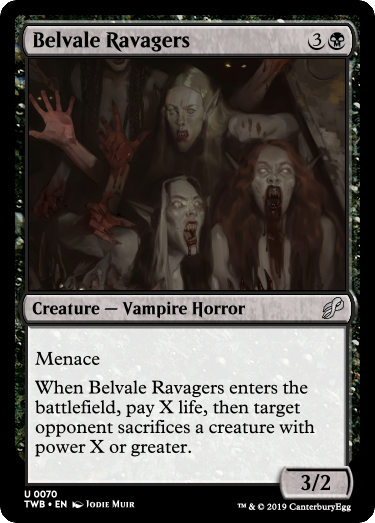 Belvale Ravagers 3
Creature — Vampire Horror
Menace
When Belvale Ravagers enters the
battlefield, pay X life, then target
opponent sacrifices a creature with
power X or greater.
3/2
U 0070
TWB • EN Jodie Muir
™ & © 2019 CanterburyEgg